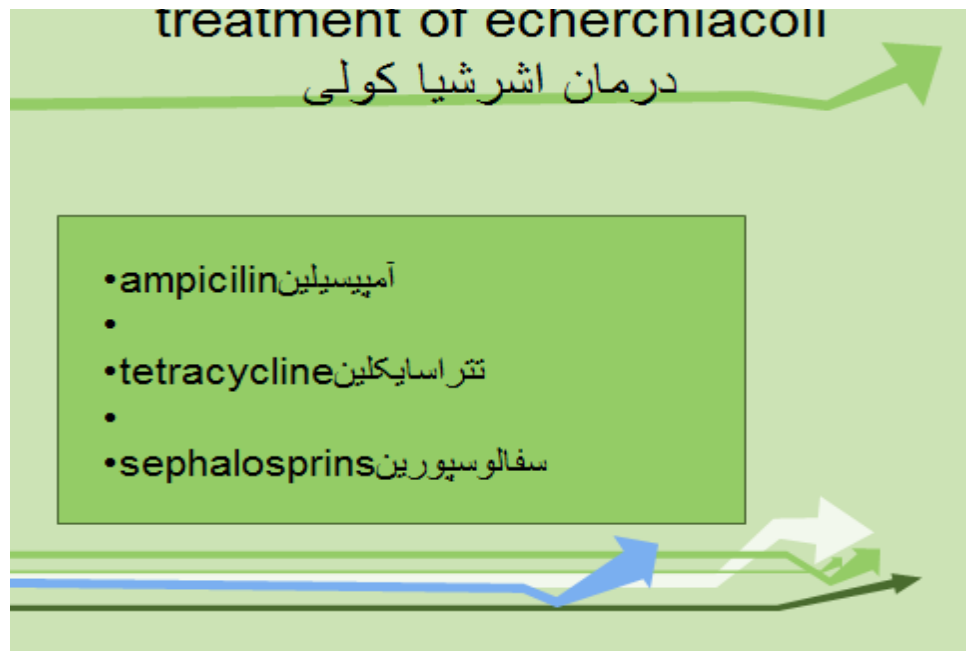 treatment of echerchiacoli
درمان اشرشیا کولی
•ampicilinآمپیسیلین
•
•tetracyclineتتراسایکلین
•
•sephalosprinsسفالوسپورین